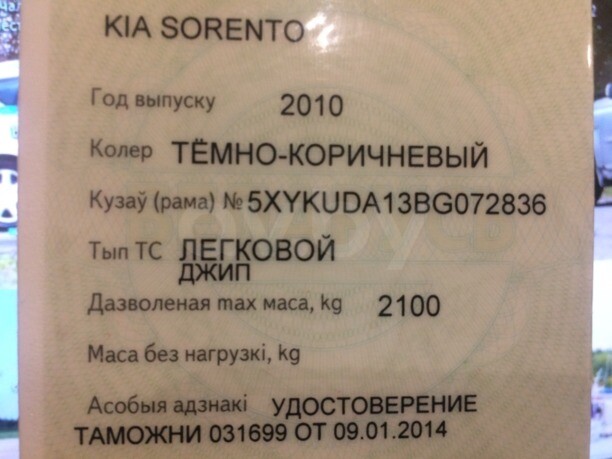 KIA SORENTO
Год выпуску 2010
Колер ТЁМНО-КОРИЧНЕВЫЙ
Кузаў (рама) № 5XYKUDA13BG072836
Тып ТС ЛЕГКОВОЙ
ДЖИП
Дазволеная max маса, kg 2100
Маса без нагрузкі, kg
Асобыя адзнакі УДОСТОВЕРЕНИЕ
ТАМОЖНИ 031699 ОТ 09.01.2014